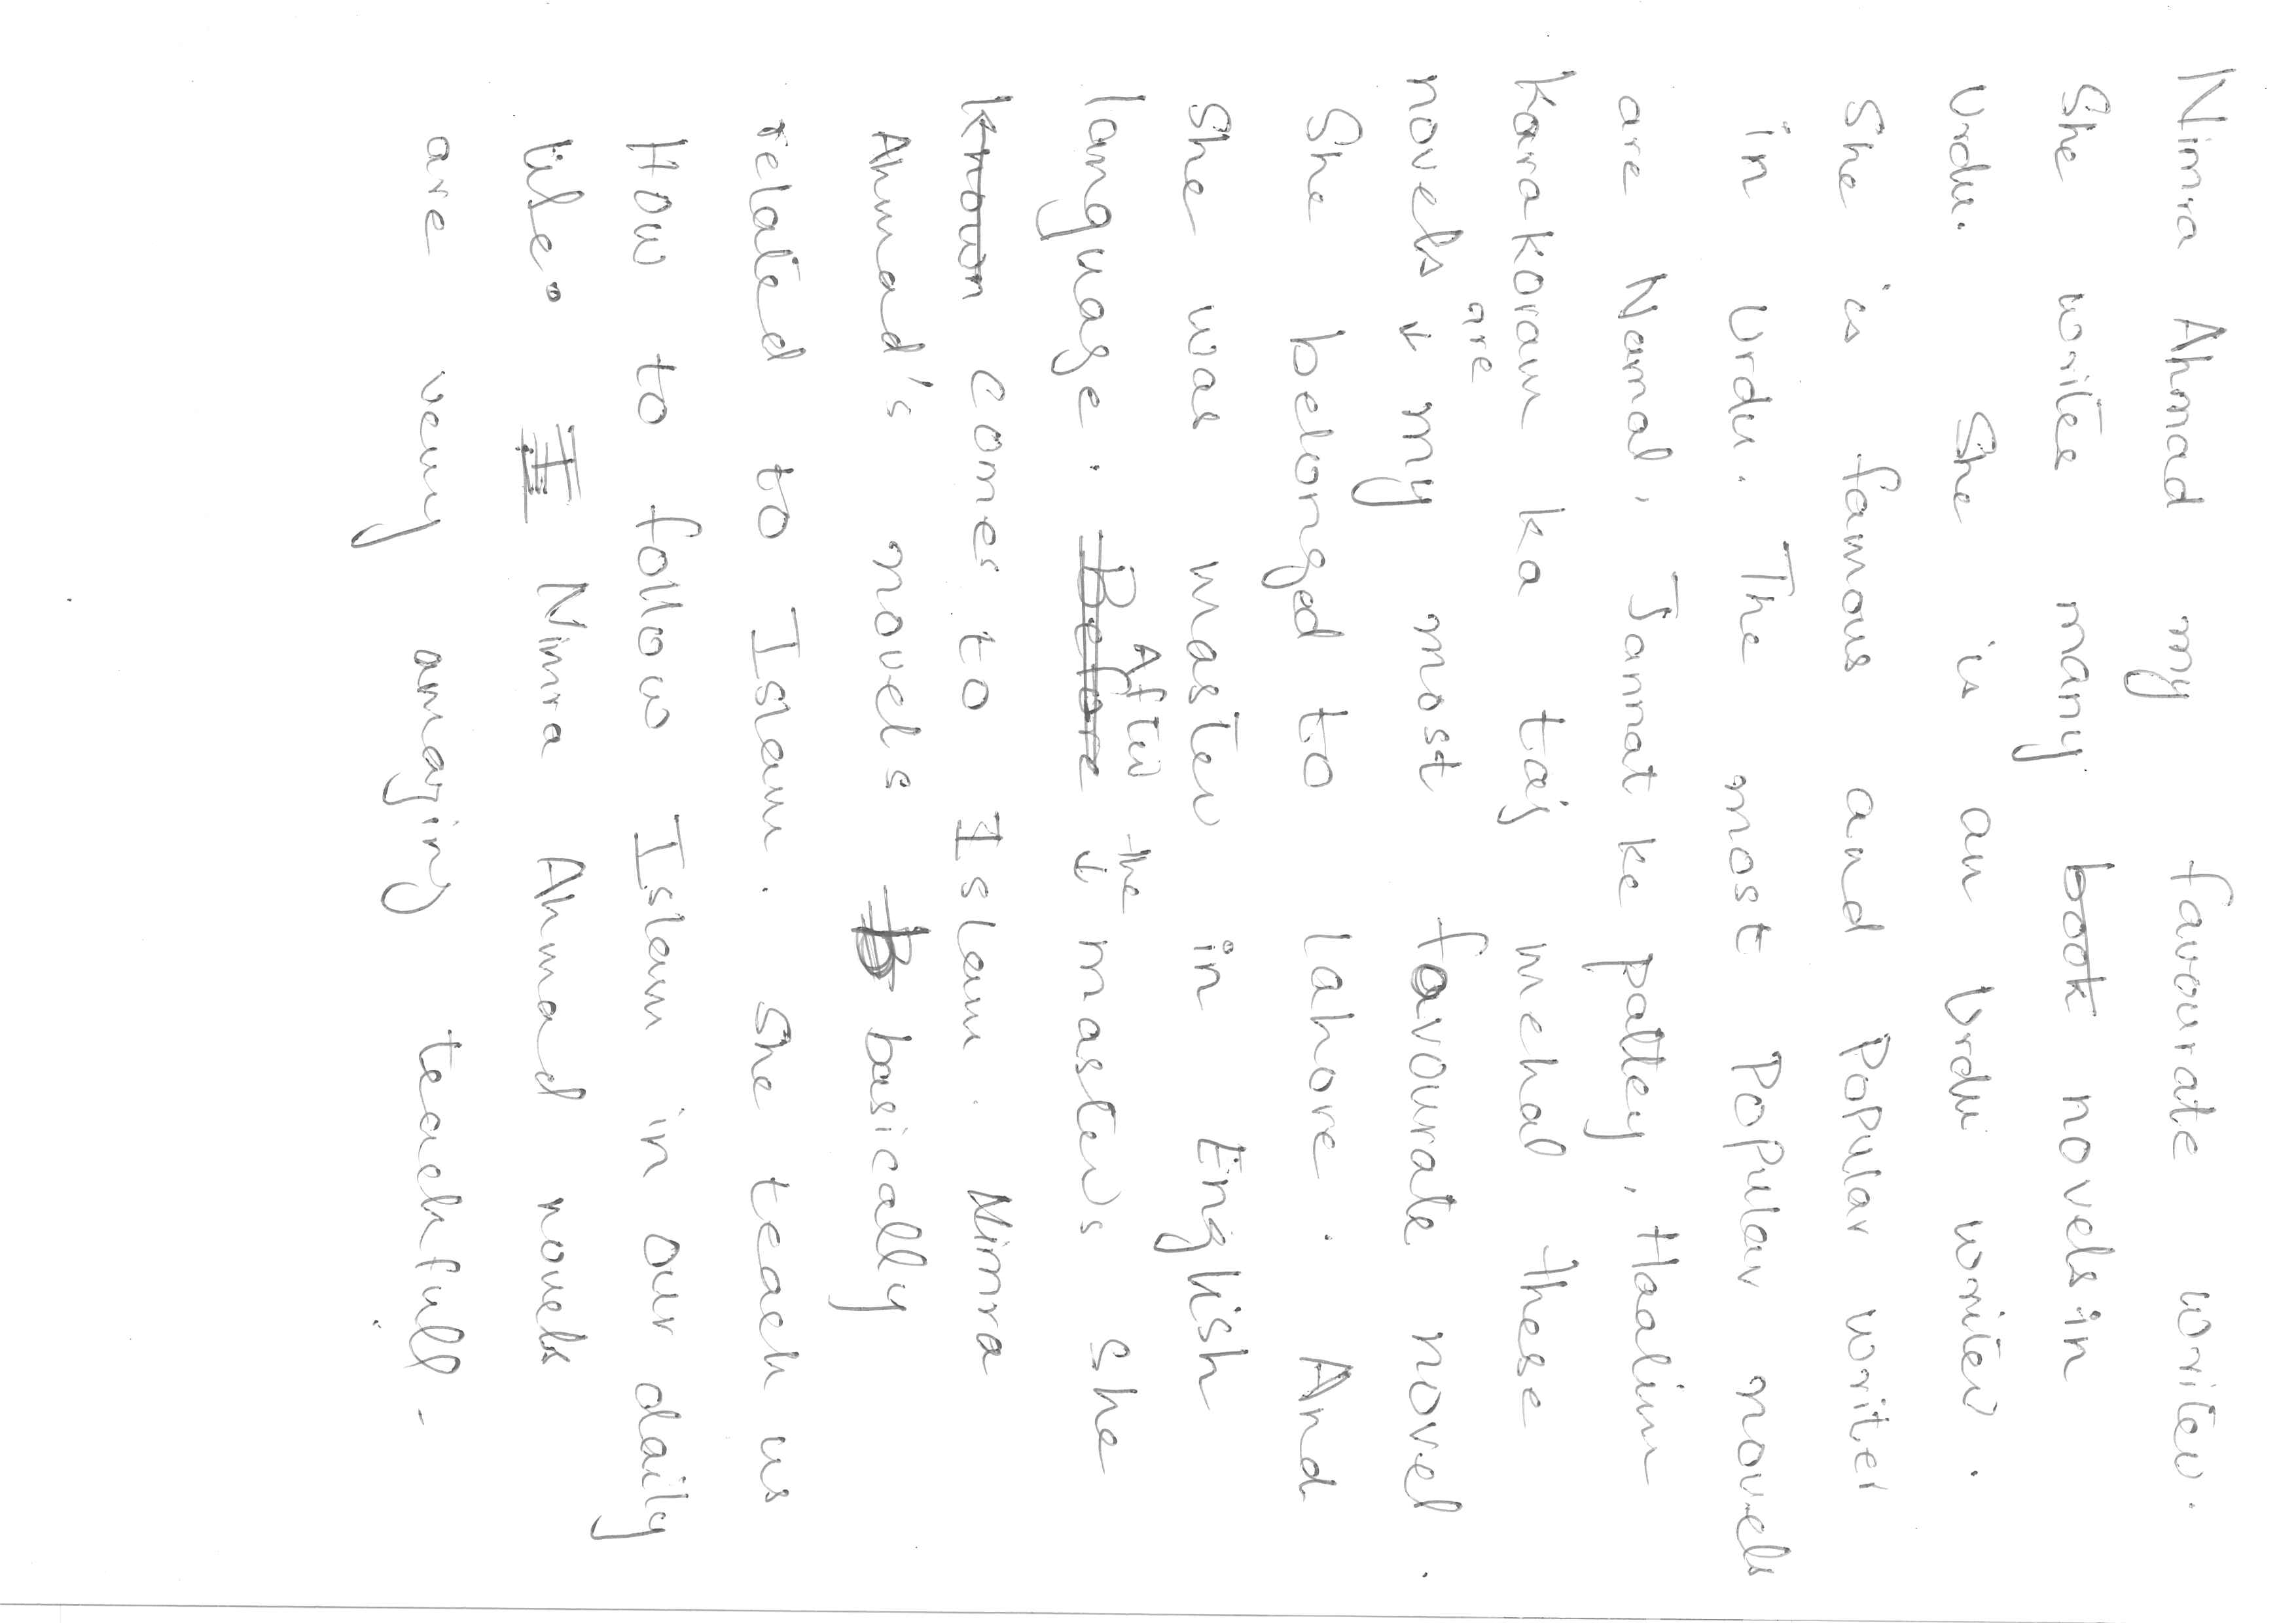 Nimra Ahmad my favourate writer.
She writes many ~~book~~ novels in
Urdu. She is an Urdu writer.
She is famous and Popular writer
in Urdu. The most Popular novels
are Namal, Jannat ke pattey, Haalim
Karakoram ka taj mehal these
novels are my most favourate novel.
She belonged to Lahore. And
She was master in English
language. ~~Before~~ After the masters she
~~known~~ comes to Islam. Nimra
Ahmad's novels ~~B~~ basically
related to Islam. She teach us
How to follow Islam in our daily
life. ~~I~~ Nimra Ahmad novels
are very amazing teachfull.